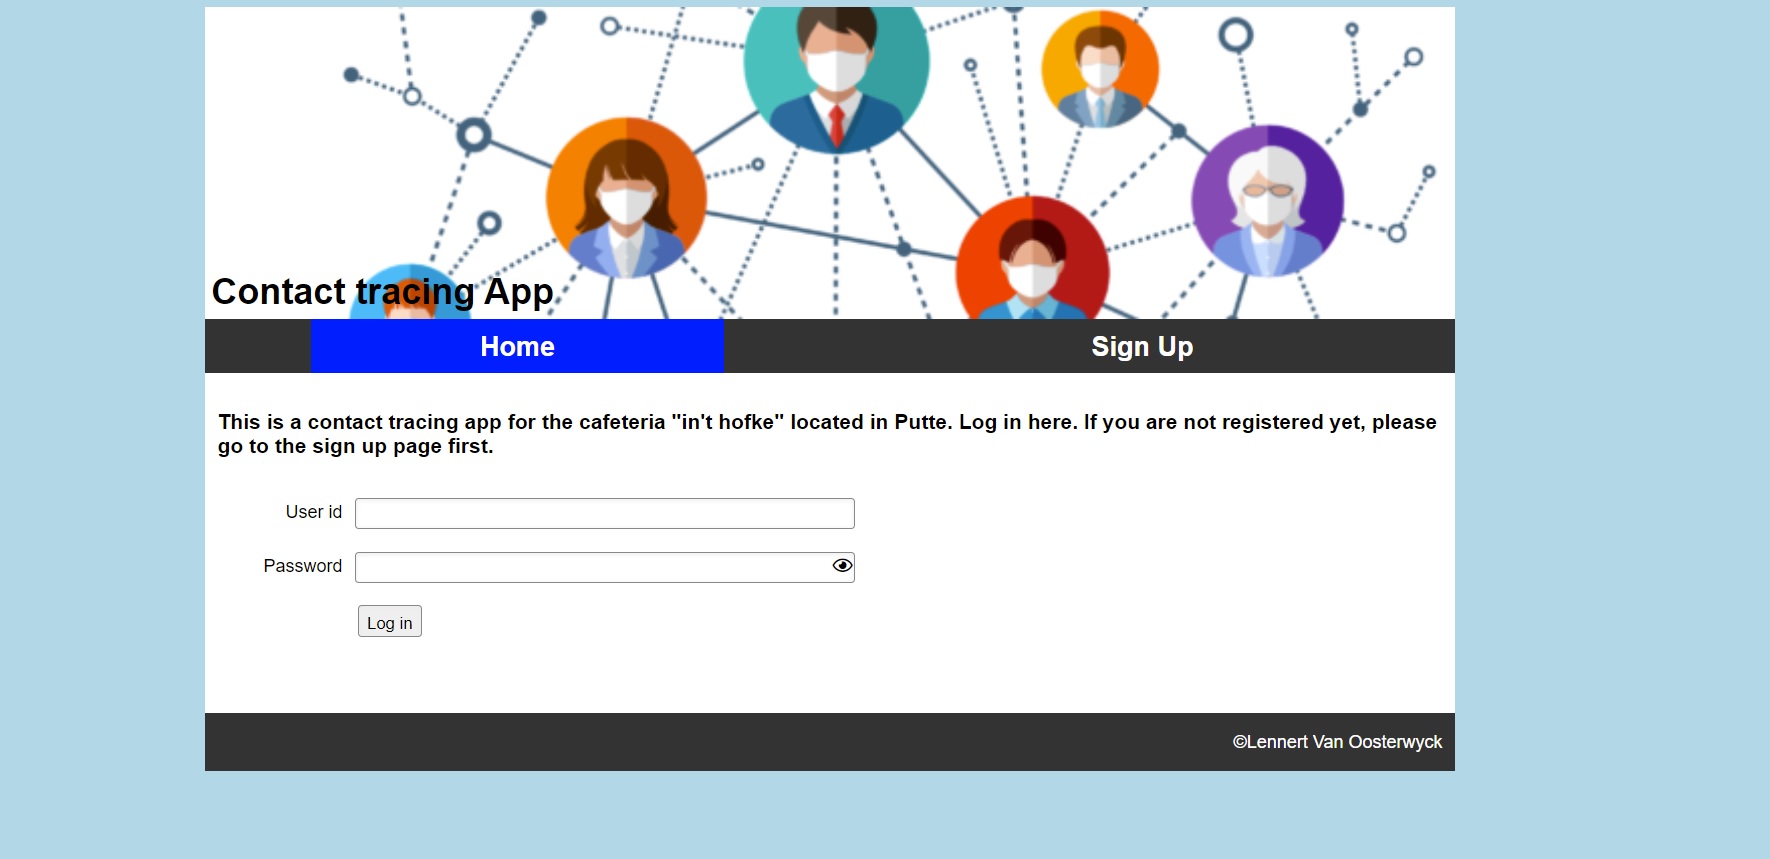 Contact tracing App
Home Sign Up
This is a contact tracing app for the cafeteria "in't hofke" located in Putte. Log in here. If you are not registered yet, please
go to the sign up page first.
User id
Password
Log in
©Lennert Van Oosterwyck